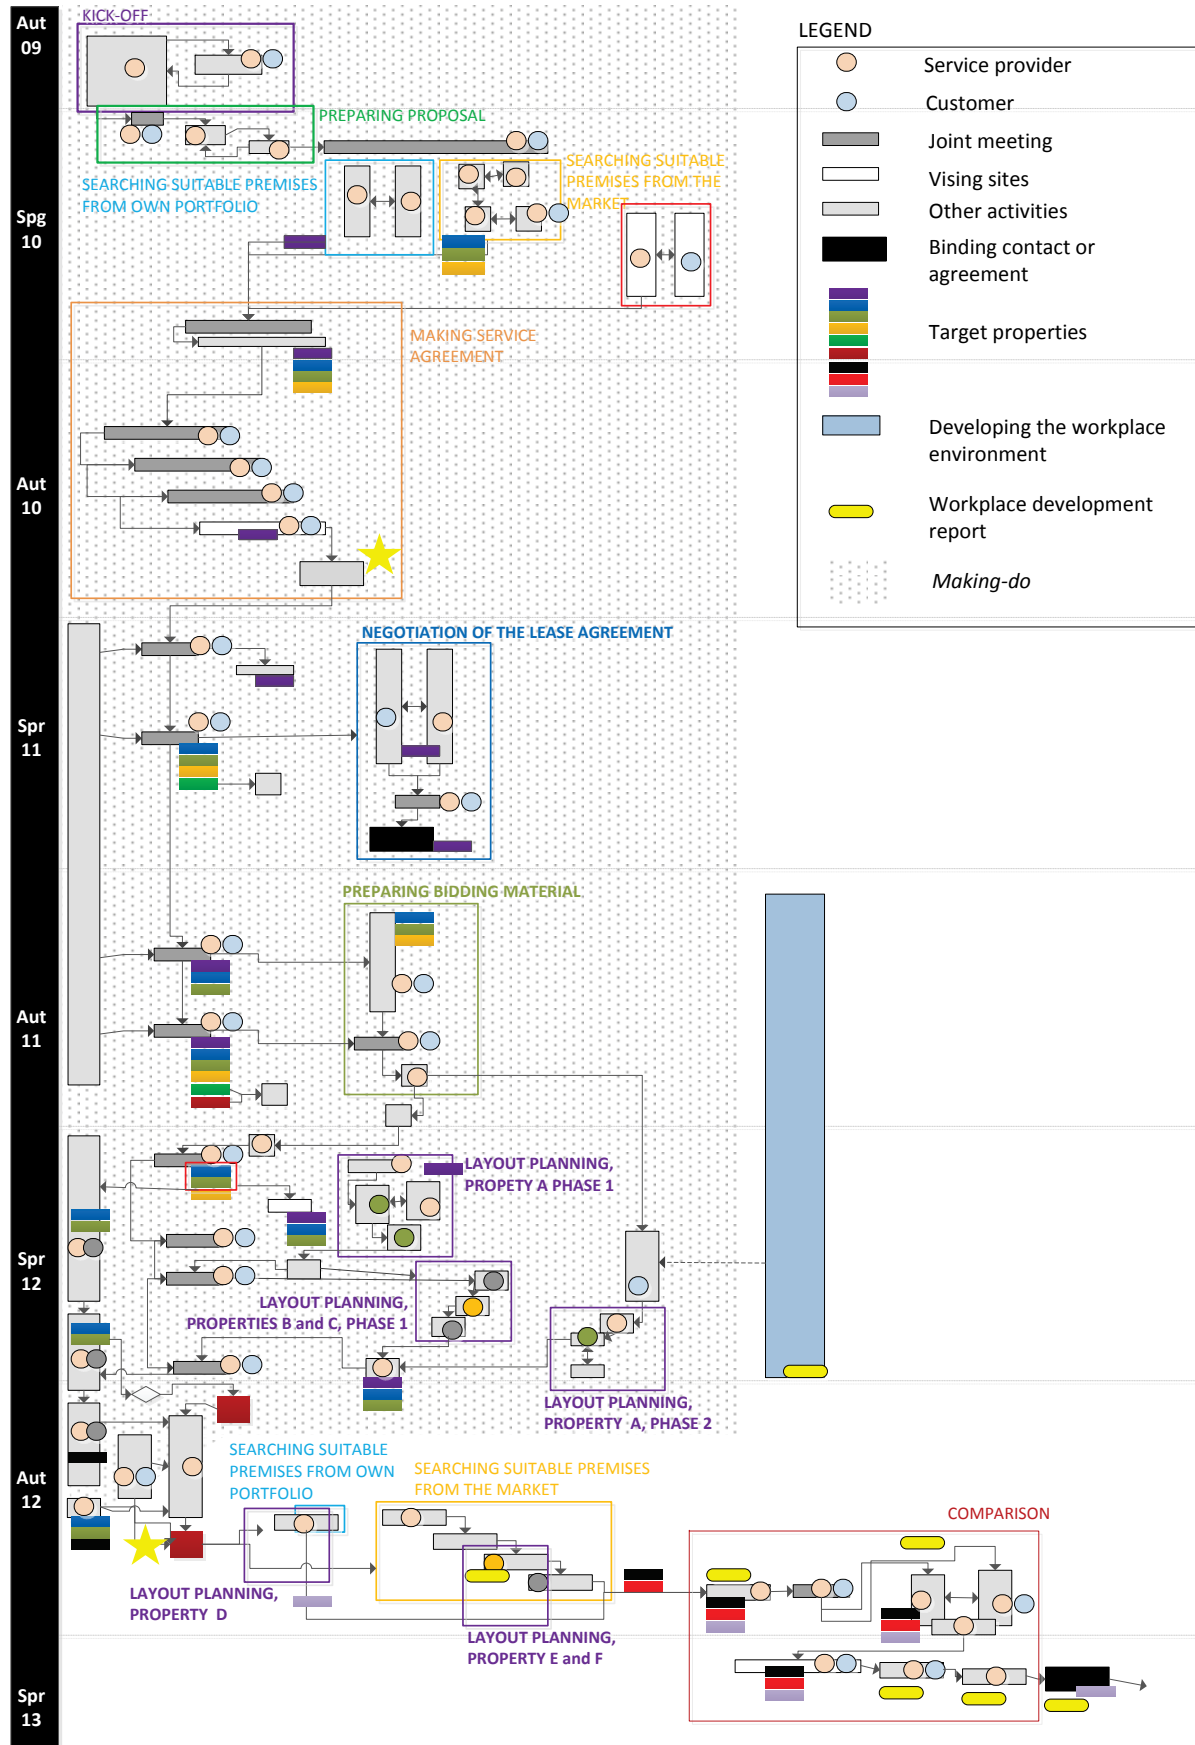 Aut
09
KICK-OFF
LEGEND
Service provider
Customer
Joint meeting
Vising sites
Other activities
Binding contact or
agreement
Target properties
Developing the workplace
environment
Workplace development
report
Making-do
PREPARING PROPOSAL
SEARCHING SUITABLE PREMISES
FROM OWN PORTFOLIO
SEARCHING SUITABLE
PREMISES FROM THE
MARKET
Spg
10
MAKING SERVICE
AGREEMENT
Aut
10
NEGOTIATION OF THE LEASE AGREEMENT
Spr
11
PREPARING BIDDING MATERIAL
Aut
11
LAYOUT PLANNING,
PROPETY A PHASE 1
Spr
12
LAYOUT PLANNING,
PROPERTIES B and C, PHASE 1
LAYOUT PLANNING,
PROPERTY A, PHASE 2
Aut
12
SEARCHING SUITABLE
PREMISES FROM OWN
PORTFOLIO
SEARCHING SUITABLE PREMISES
FROM THE MARKET
COMPARISON
LAYOUT PLANNING,
PROPERTY D
LAYOUT PLANNING,
PROPERTY E and F
Spr
13